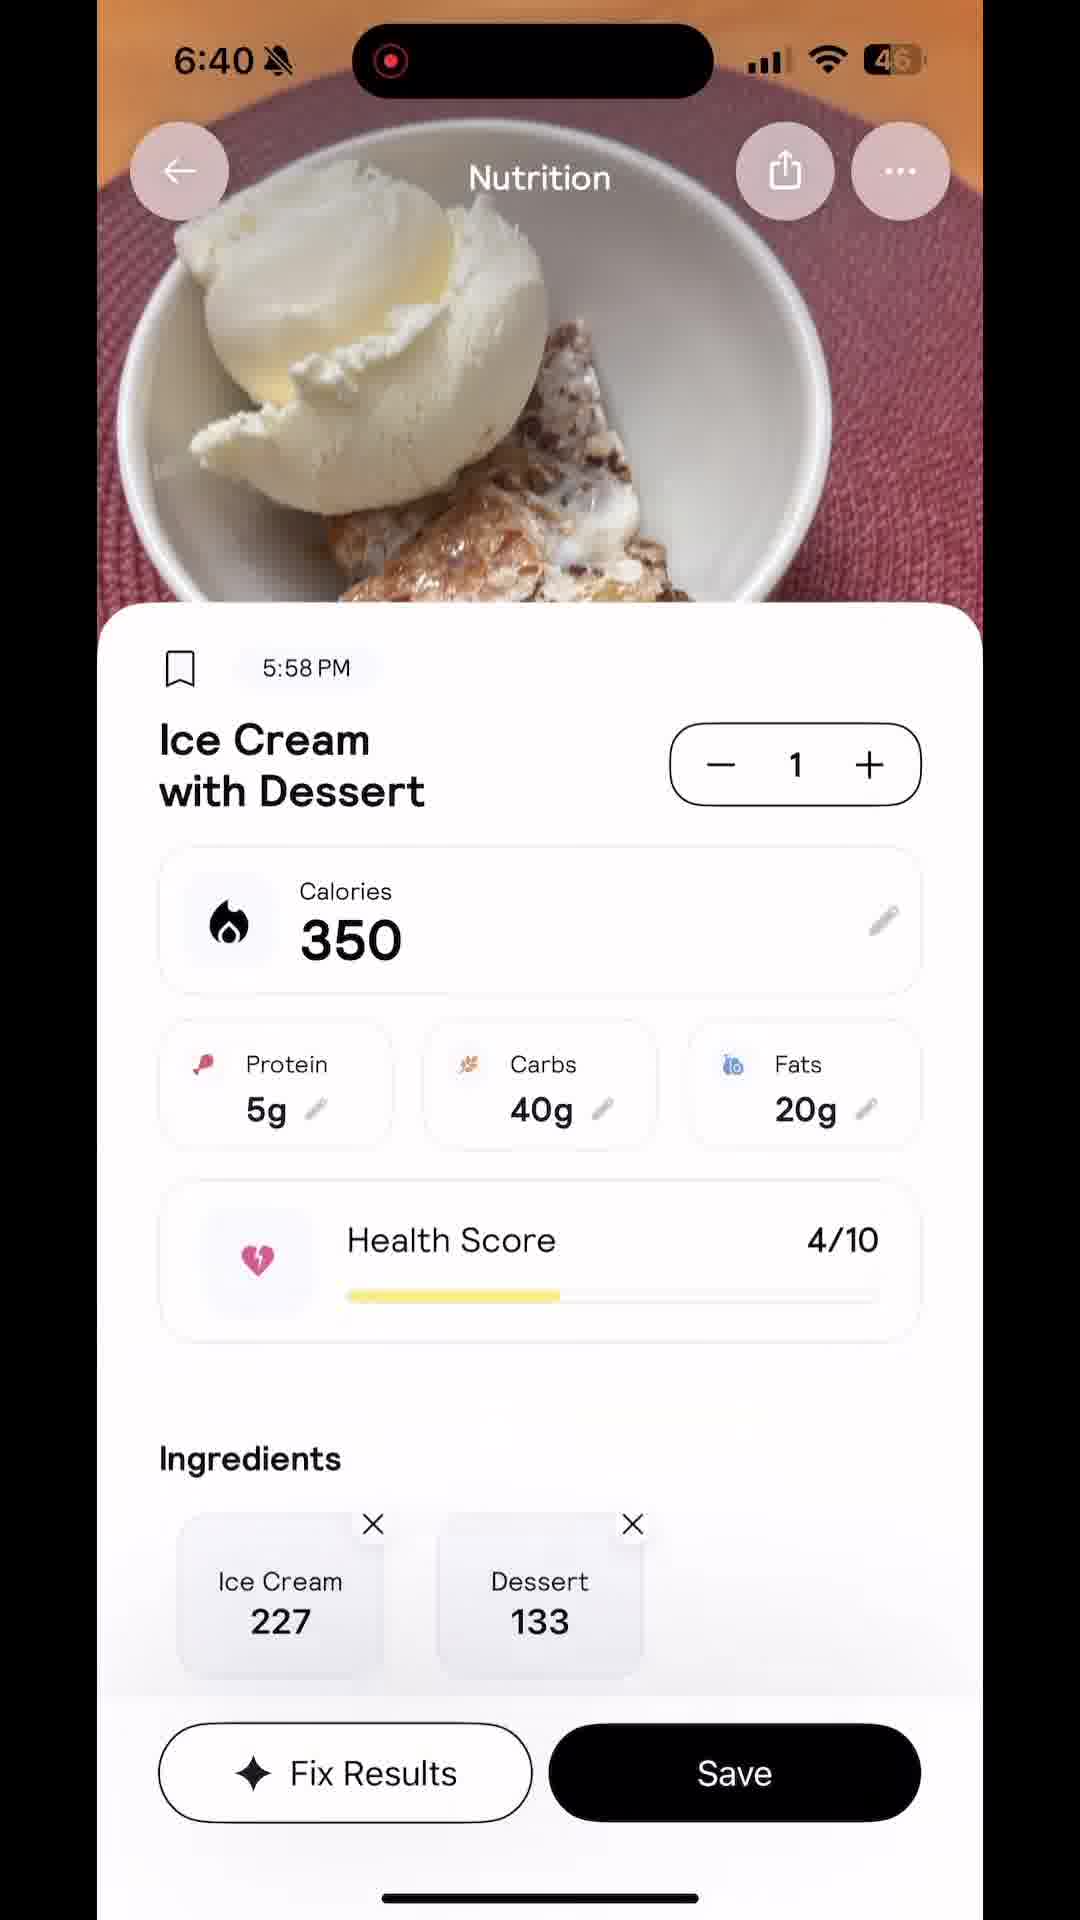 6:40
46
Nutrition
5:58 PM
Ice Cream
with Dessert
1
Calories
350
Protein
5g
Carbs
40g
Fats
20g
Health Score
4/10
Ingredients
Ice Cream
227
Dessert
133
Fix Results
Save